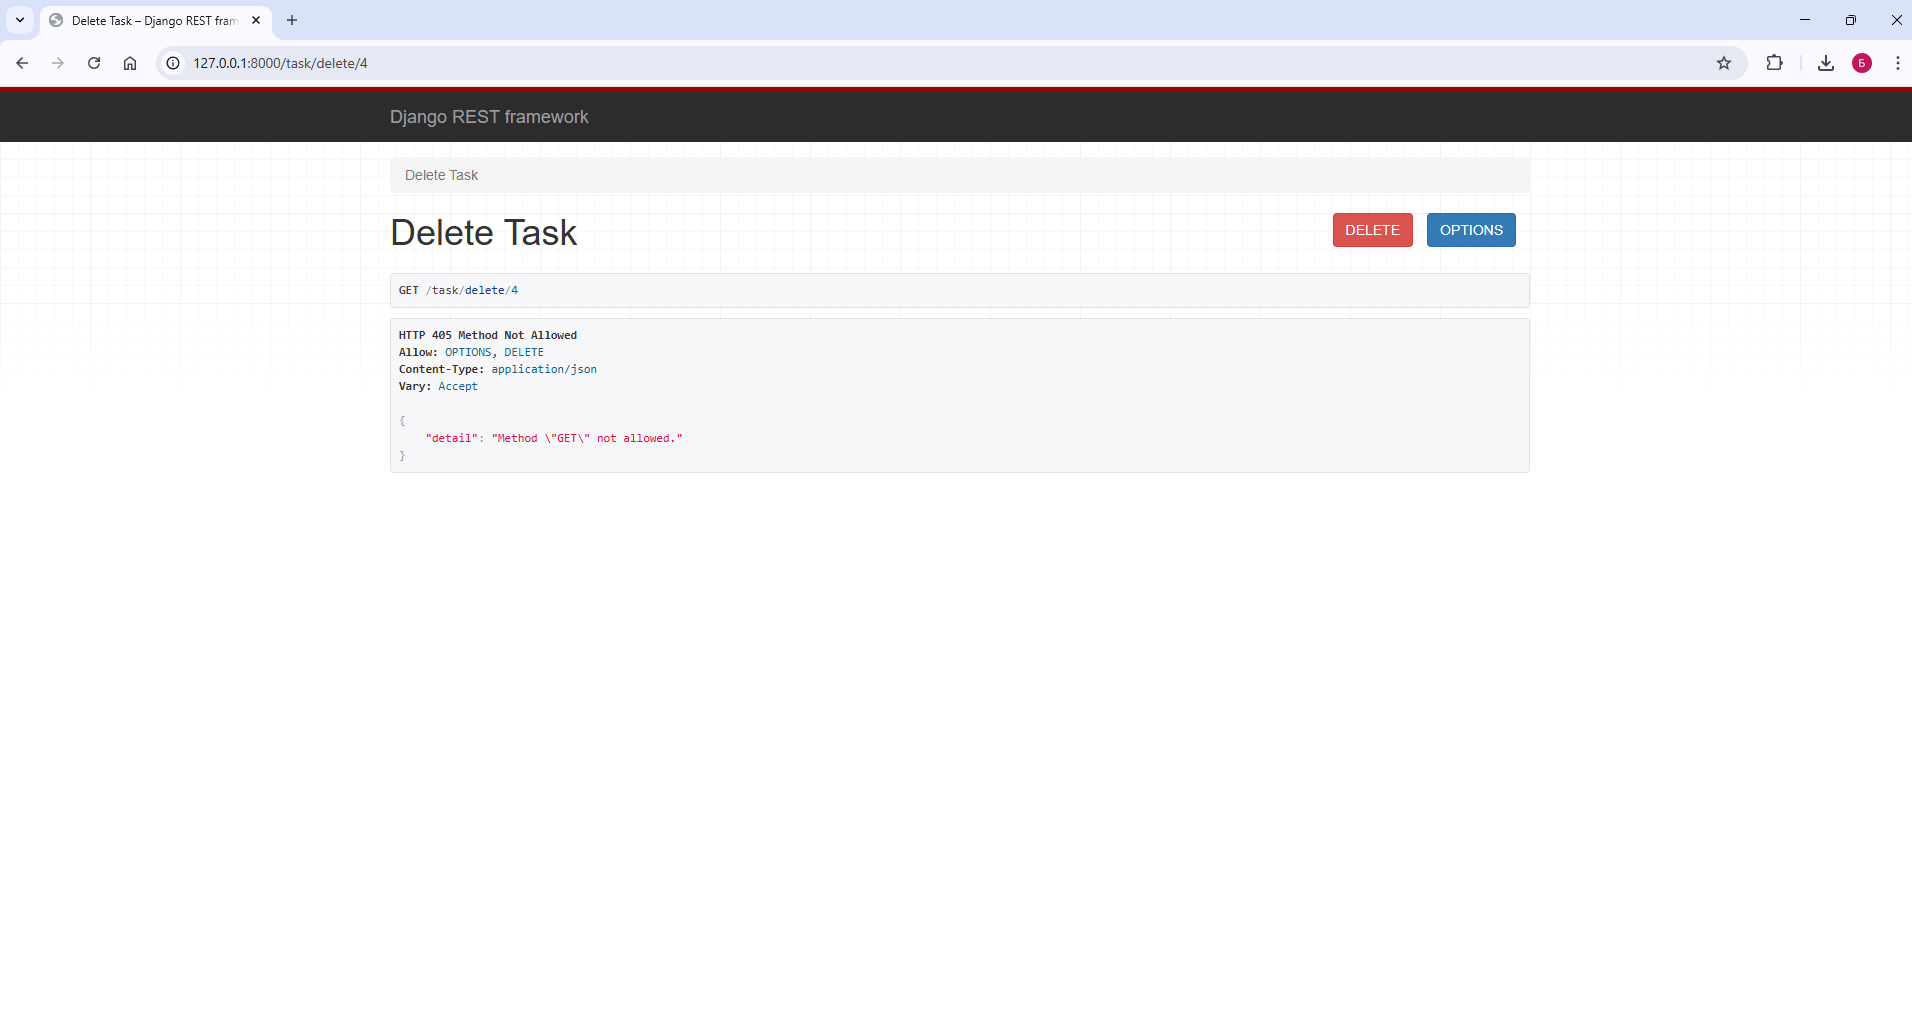 Delete Task – Django REST fram
127.0.0.1:8000/task/delete/4
Б
Django REST framework
Delete Task
Delete Task
DELETE
OPTIONS
GET /task/delete/4
HTTP 405 Method Not Allowed
Allow: OPTIONS, DELETE
Content-Type: application/json
Vary: Accept
{
"detail": "Method \"GET\" not allowed."
}